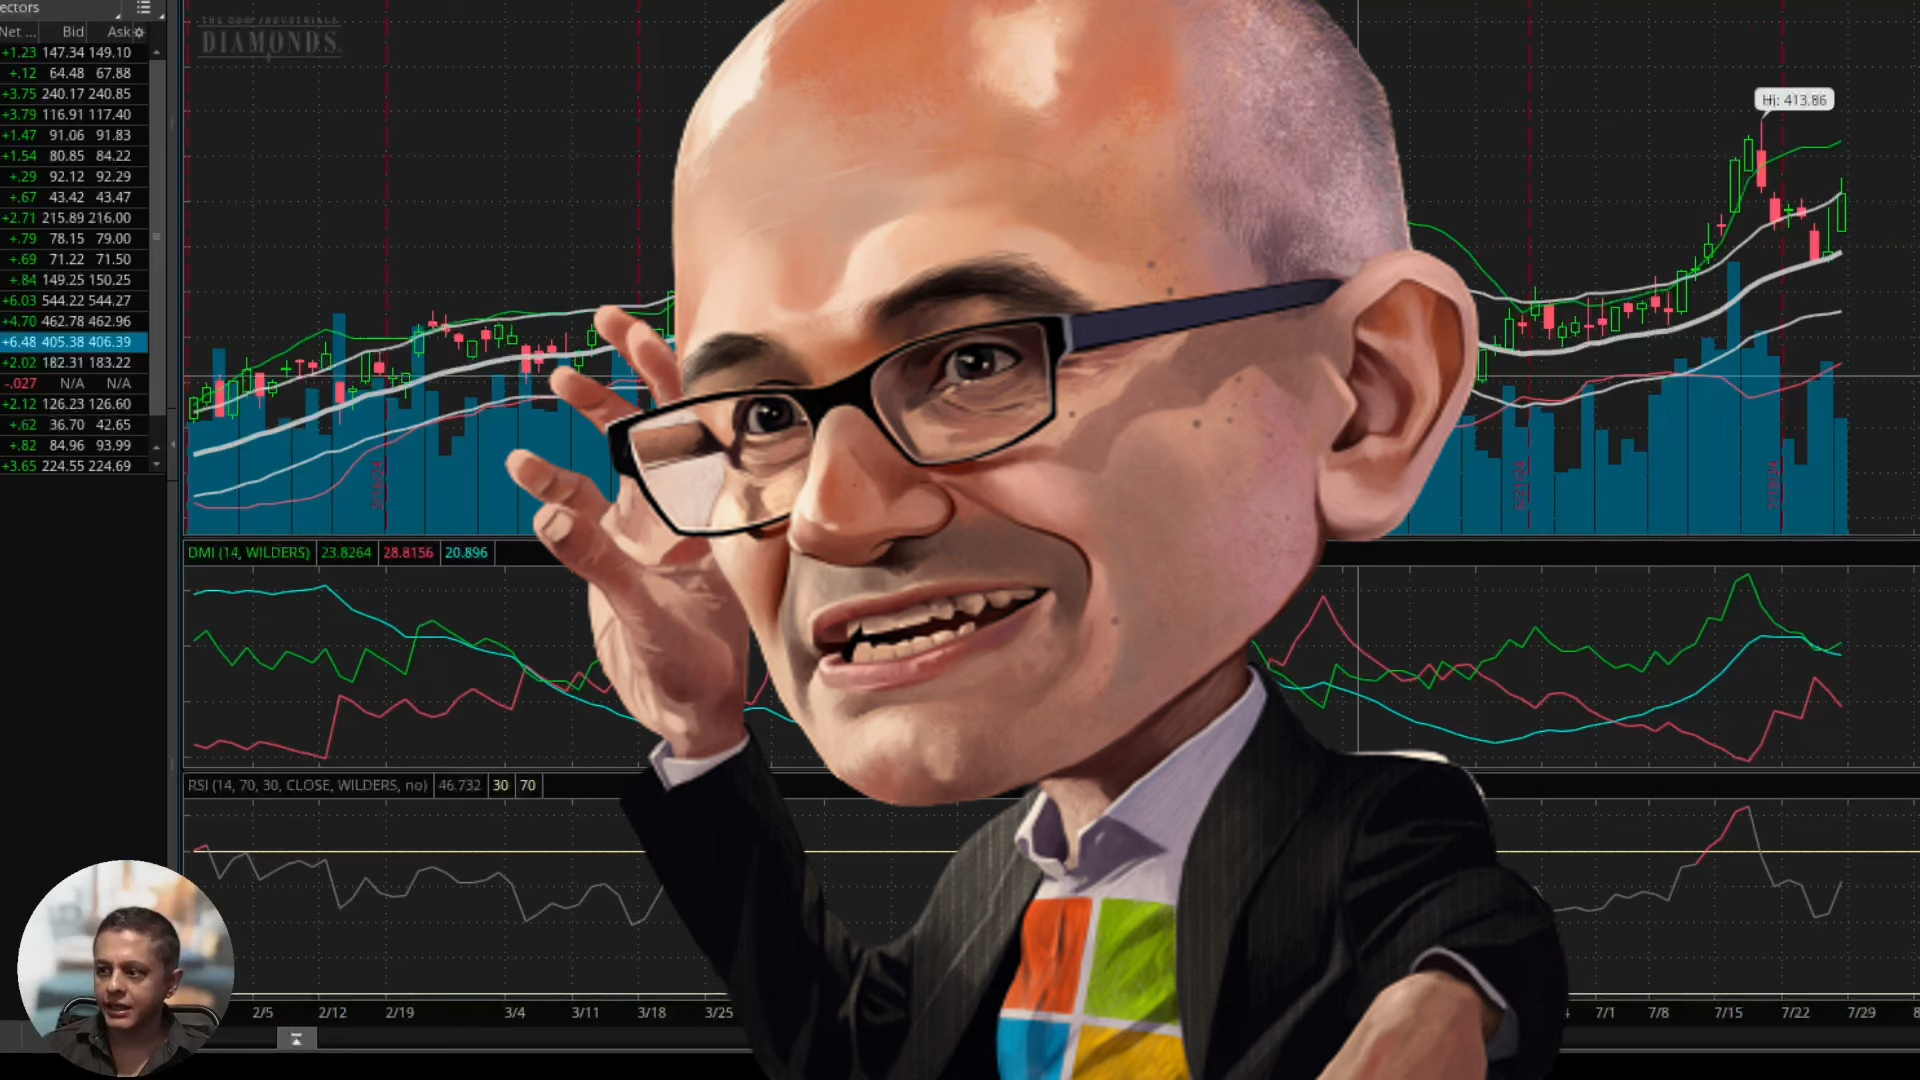 ectors
Net ... Bid Ask
+1.23 147.34 149.10
+.12 64.48 67.88
+3.75 240.17 240.85
+3.79 116.91 117.40
+1.47 91.06 91.83
+1.54 80.85 84.22
+.29 92.12 92.29
+.67 43.42 43.47
+2.71 215.89 216.00
+.79 78.15 79.00
+.69 71.22 71.50
+.84 149.25 150.25
+6.03 544.22 544.27
+4.70 462.78 462.96
+6.48 405.38 406.39
+2.02 182.31 183.22
-.027 N/A N/A
+2.12 126.23 126.60
+.62 36.70 42.65
+.82 84.96 93.99
+3.65 224.55 224.69
THE DOW INDUSTRIALS
DIAMONDS
Hi: 413.86
DMI (14, WILDERS) 23.8264 28.8156 20.896
RSI (14, 70, 30, CLOSE, WILDERS, no) 46.732 30 70
2/5 2/12 2/19 3/4 3/11 3/18 3/25 7/1 7/8 7/15 7/22 7/29